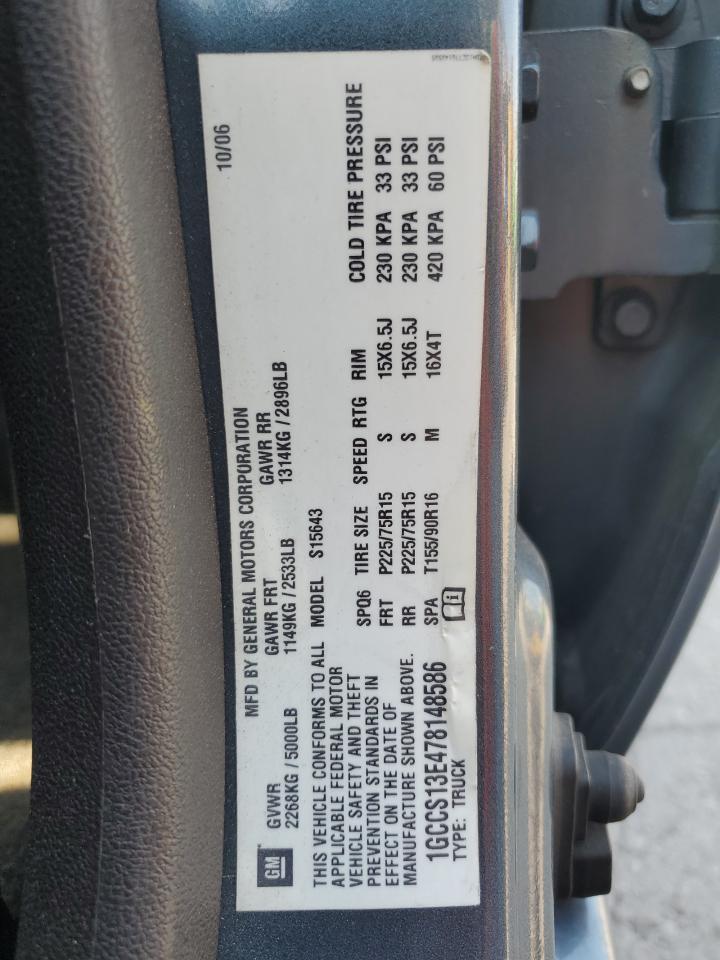 MFD BY GENERAL MOTORS CORPORATION 10/06
GM
GVWR GAWR FRT GAWR RR
2268KG/5000LB 1149KG/2533LB 1314KG/2896LB
THIS VEHICLE CONFORMS TO ALL
APPLICABLE FEDERAL MOTOR
VEHICLE SAFETY AND THEFT
PREVENTION STANDARDS IN
EFFECT ON THE DATE OF
MANUFACTURE SHOWN ABOVE.
1GCCS13E478148586
TYPE: TRUCK
MODEL S15643
SPQ6 TIRE SIZE SPEED RTG RIM COLD TIRE PRESSURE
FRT P225/75R15 S 15X6.5J 230 KPA 33 PSI
RR P225/75R15 S 15X6.5J 230 KPA 33 PSI
SPA T155/90R16 M 16X4T 420 KPA 60 PSI